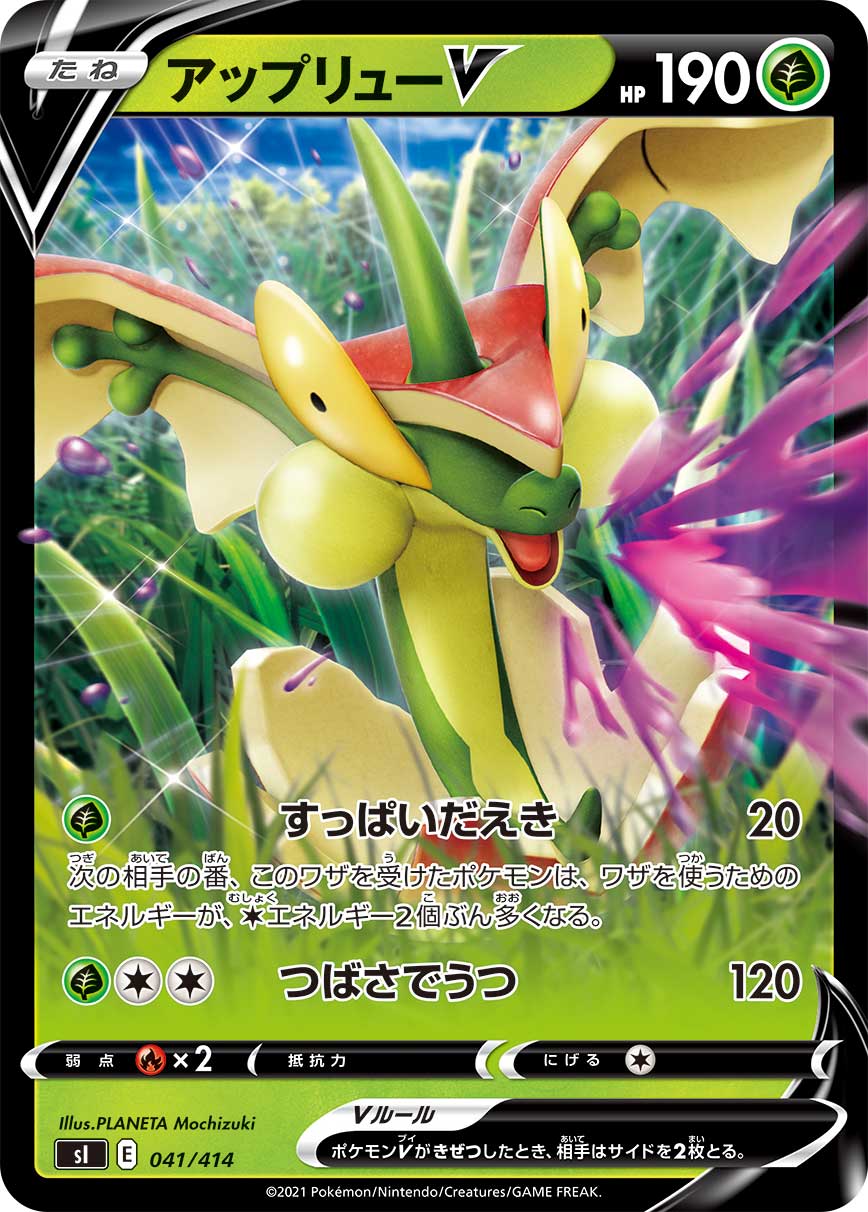 たね アップリューV HP 190
すっぱいだえき 20
次の相手の番、このワザを受けたポケモンは、ワザを使うための
エネルギーが、エネルギー2個ぶん多くなる。
つばさでうつ 120
弱点 ×2 抵抗力 にげる
Illus.PLANETA Mochizuki
Vルール
ポケモンVがきぜつしたとき、相手はサイドを2枚とる。
sI E 041/414
©2021 Pokémon/Nintendo/Creatures/GAME FREAK.